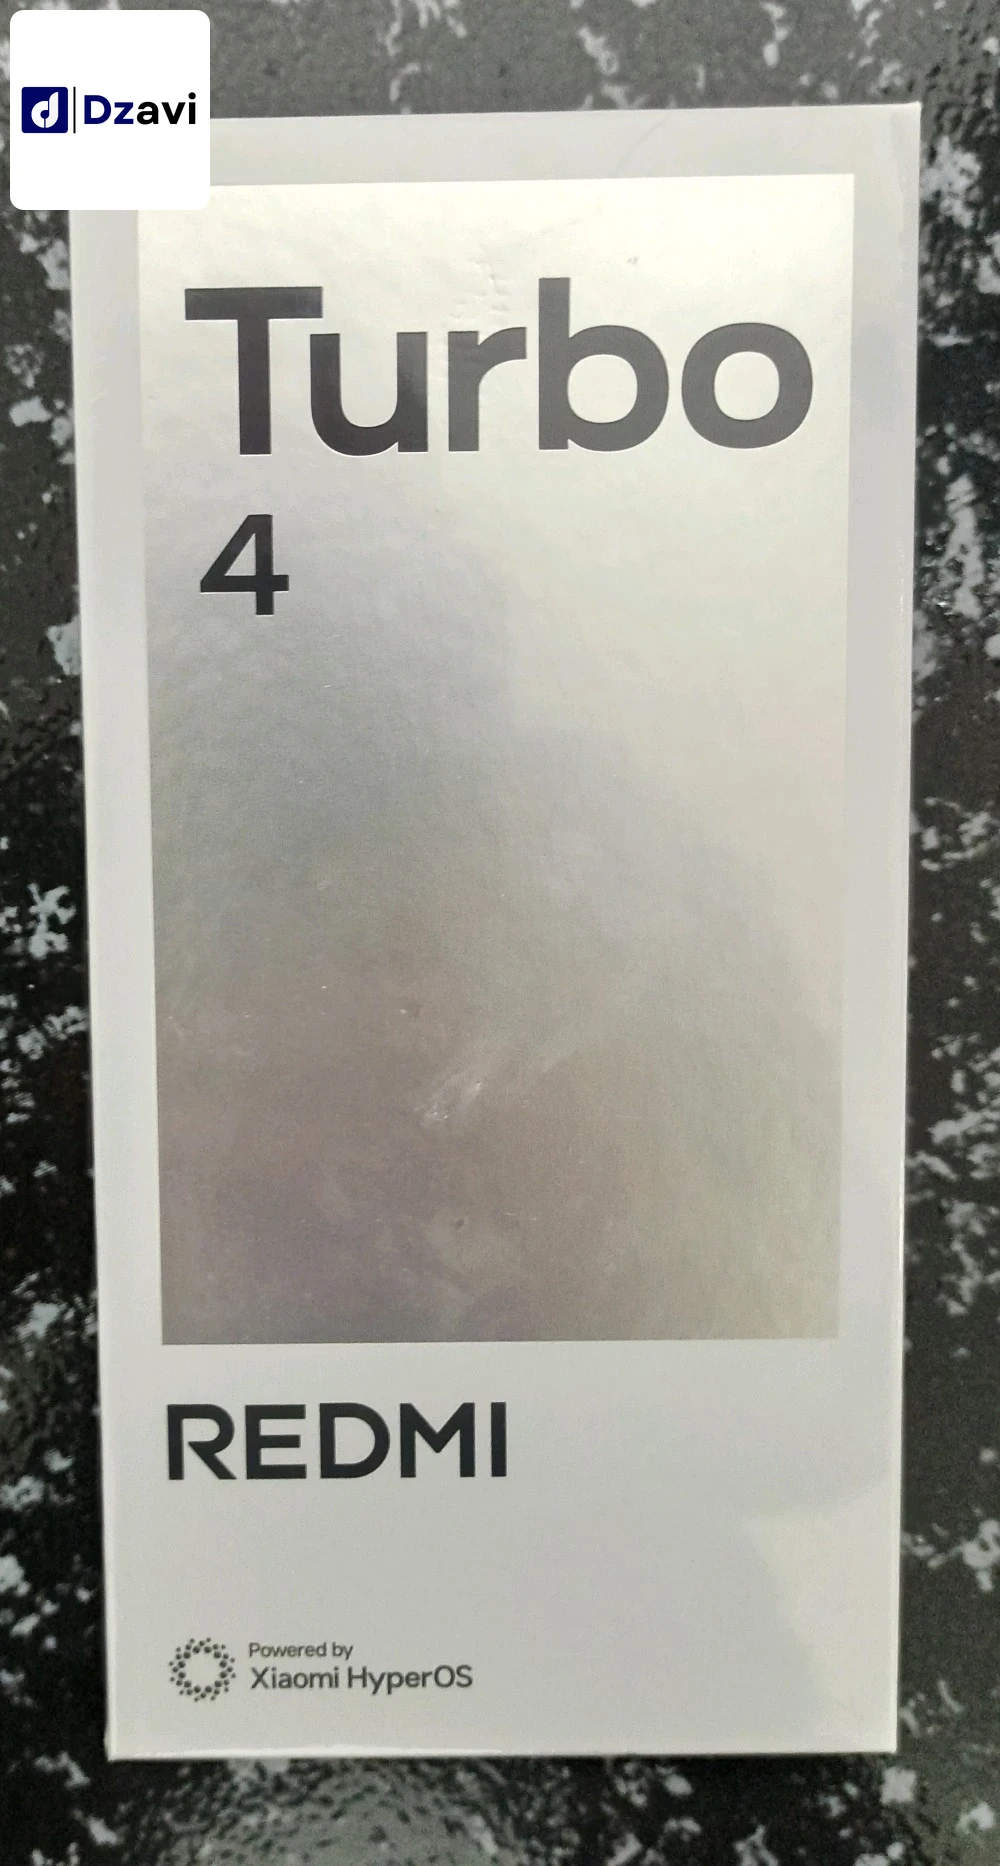 Dzavi
Turbo
4
REDMI
Powered by
Xiaomi HyperOS